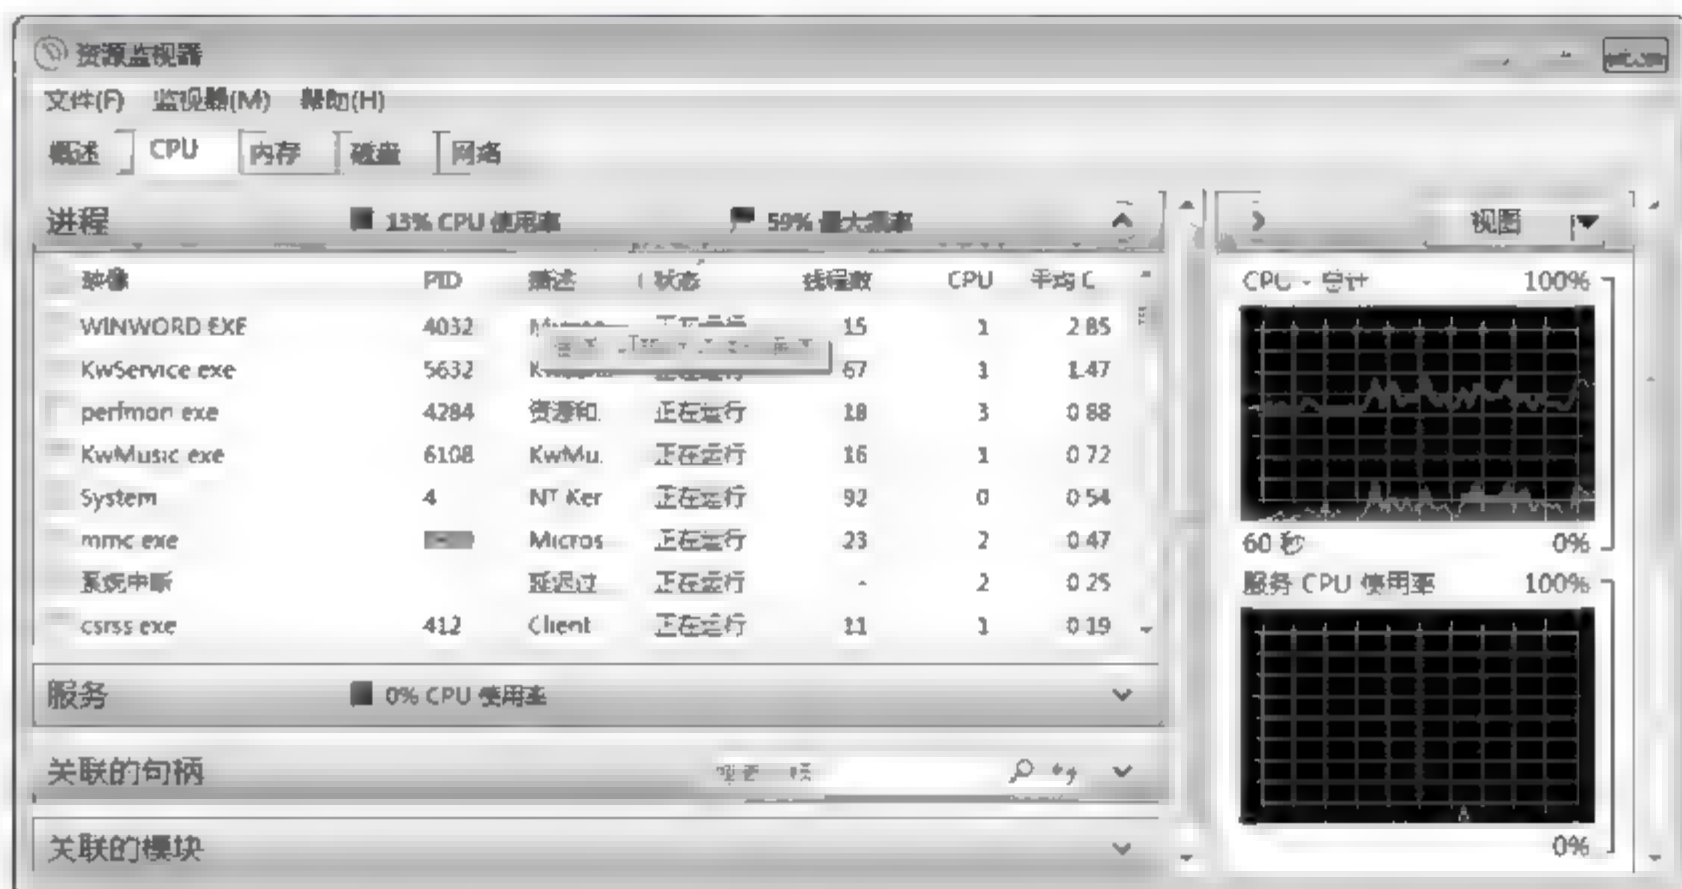 资源监视器
文件(F) 监视器(M) 帮助(H)
概述 CPU 内存 磁盘 网络
进程 13% CPU 使用率 59% 最大频率 视图
映像 PID 描述 状态 线程数 CPU 平均 C
WINWORD EXE 4032 15 1 2 85
KwService exe 5632 67 1 1.47
perfmon exe 4284 资源和. 正在运行 18 3 0 88
KwMusic exe 6108 KwMu. 正在运行 16 1 0 72
System 4 NT Ker 正在运行 92 0 0 54
mmc exe Micros 正在运行 23 2 0 47
系统中断 延迟过 正在运行 - 2 0 25
csrss exe 412 Client 正在运行 11 1 0 19
服务 0% CPU 使用率
关联的句柄
关联的模块
CPU - 总计 100%
60 秒 0%
服务 CPU 使用率 100%
0%